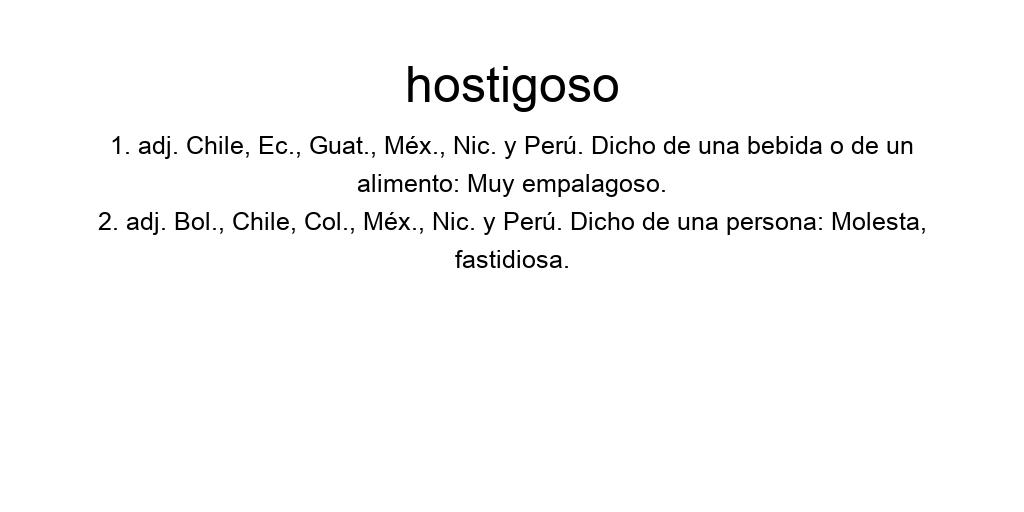 hostigoso
1. adj. Chile, Ec., Guat., Méx., Nic. y Perú. Dicho de una bebida o de un
alimento: Muy empalagoso.
2. adj. Bol., Chile, Col., Méx., Nic. y Perú. Dicho de una persona: Molesta,
fastidiosa.